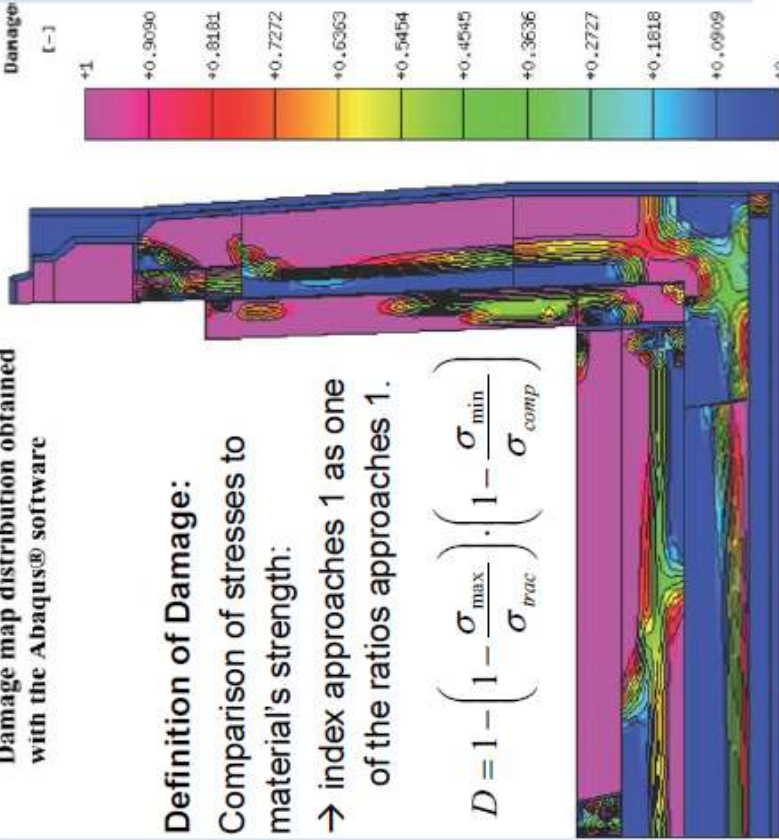 Damage map distribution obtained
with the Abaqus® software
Definition of Damage:
Comparison of stresses to
material's strength:
→ index approaches 1 as one
of the ratios approaches 1.
D = 1 − (1 − σmax / σtrac) · (1 − σmin / σcomp)
Damage
[-]
+1
+0.9090
+0.8181
+0.7272
+0.6363
+0.5454
+0.4545
+0.3636
+0.2727
+0.1818
+0.0909